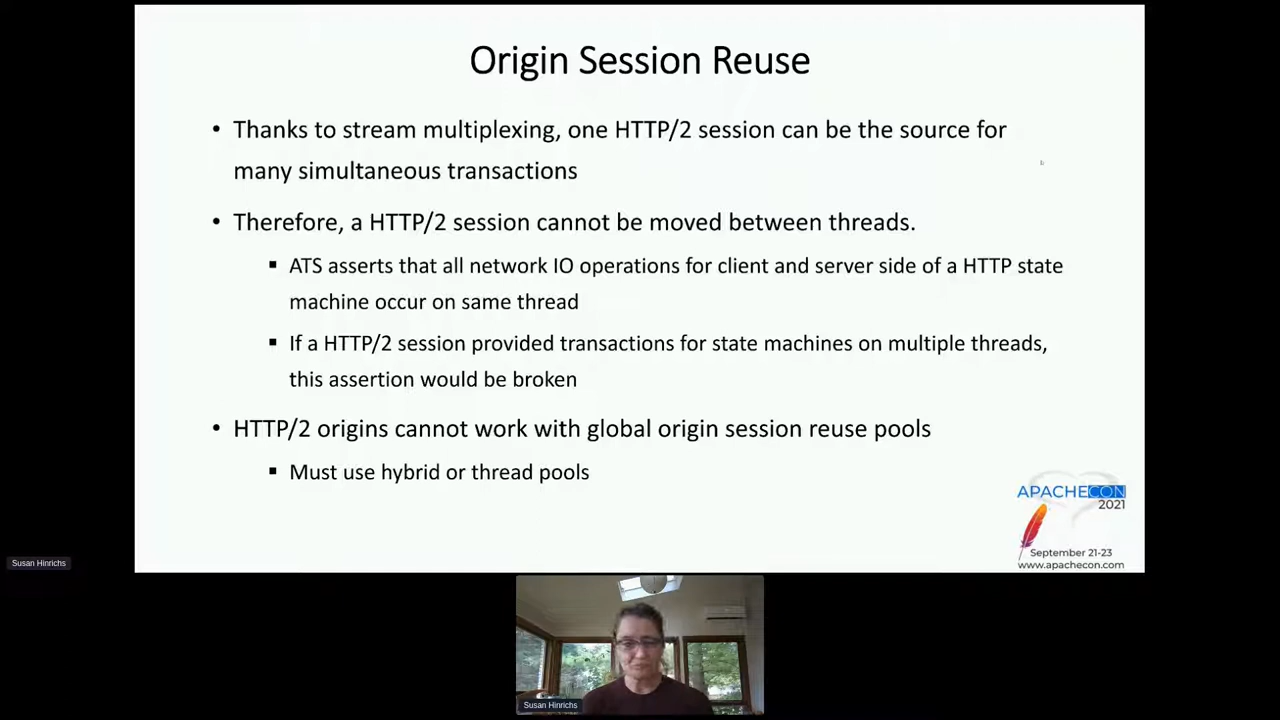 Origin Session Reuse
• Thanks to stream multiplexing, one HTTP/2 session can be the source for
many simultaneous transactions
• Therefore, a HTTP/2 session cannot be moved between threads.
▪ ATS asserts that all network IO operations for client and server side of a HTTP state
machine occur on same thread
▪ If a HTTP/2 session provided transactions for state machines on multiple threads,
this assertion would be broken
• HTTP/2 origins cannot work with global origin session reuse pools
▪ Must use hybrid or thread pools
APACHECON
2021
September 21-23
www.apachecon.com
Susan Hinrichs
Susan Hinrichs